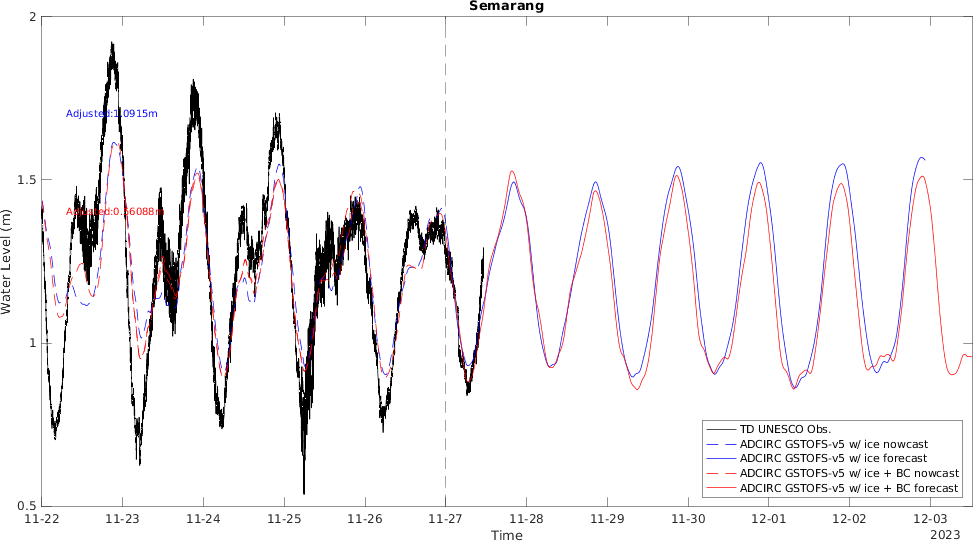 Semarang
2
1.5
1
0.5
Water Level (m)
Adjusted:1.0915m
Adjusted:0.56088m
TD UNESCO Obs.
ADCIRC GSTOFS-v5 w/ ice nowcast
ADCIRC GSTOFS-v5 w/ ice forecast
ADCIRC GSTOFS-v5 w/ ice + BC nowcast
ADCIRC GSTOFS-v5 w/ ice + BC forecast
11-22 11-23 11-24 11-25 11-26 11-27 11-28 11-29 11-30 12-01 12-02 12-03
Time
2023